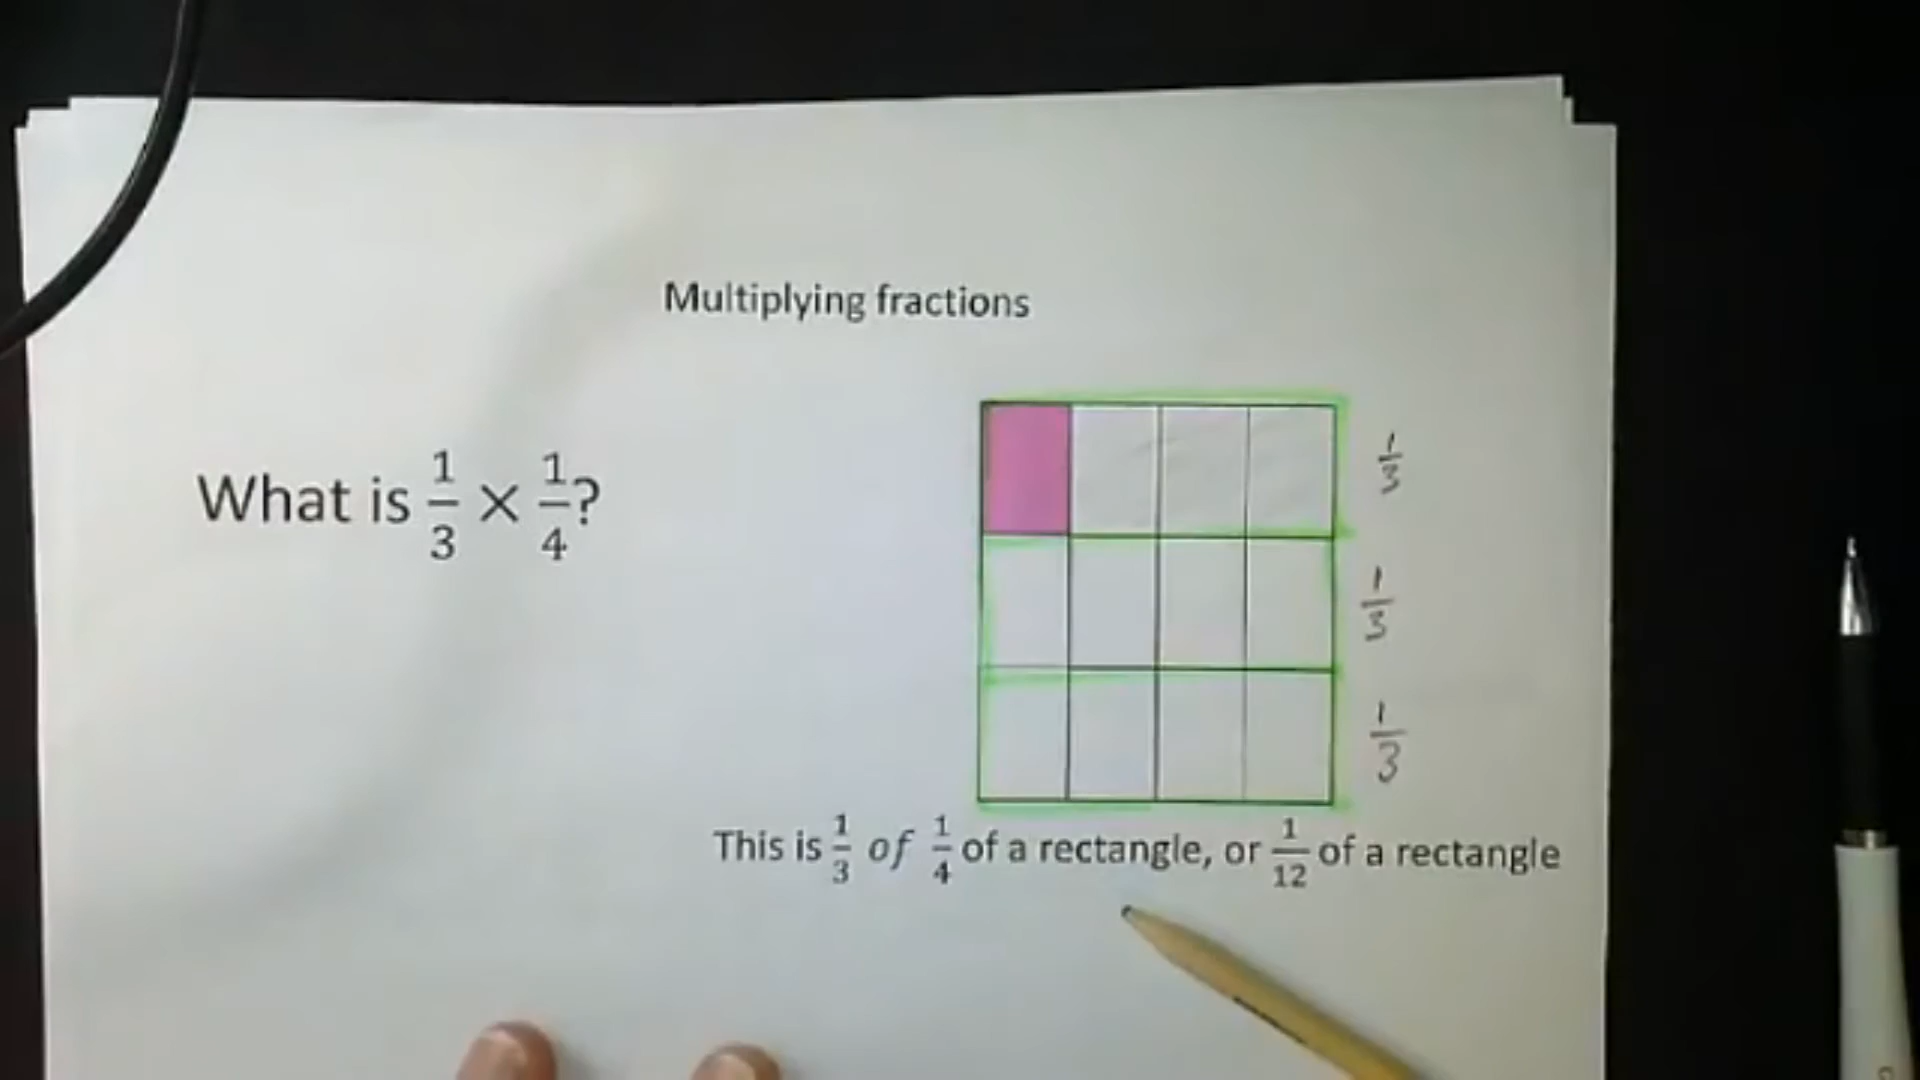 Multiplying fractions
What is 1/3 × 1/4?
1/3
1/3
1/3
This is 1/3 of 1/4 of a rectangle, or 1/12 of a rectangle